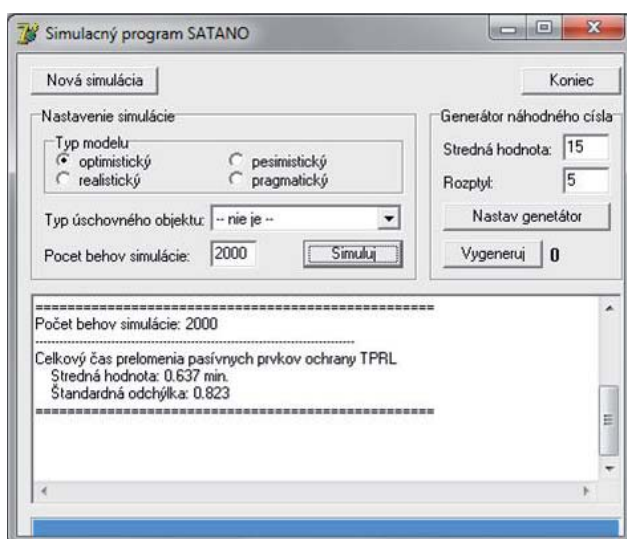 Simulacný program SATANO
Nová simulácia
Koniec
Nastavenie simulácie
Typ modelu
optimistický
pesimistický
realistický
pragmatický
Typ úschovného objektu: -- nie je --
Pocet behov simulácie: 2000
Simuluj
Generátor náhodného císla
Stredná hodnota: 15
Rozptyl: 5
Nastav genetátor
Vygeneruj 0
==================================================
Počet behov simulácie: 2000
--------------------------------------------------------------------------------
Celkový čas prelomenia pasívnych prvkov ochrany TPRL
Stredná hodnota: 0.637 min.
Štandardná odchýlka: 0.823
==================================================